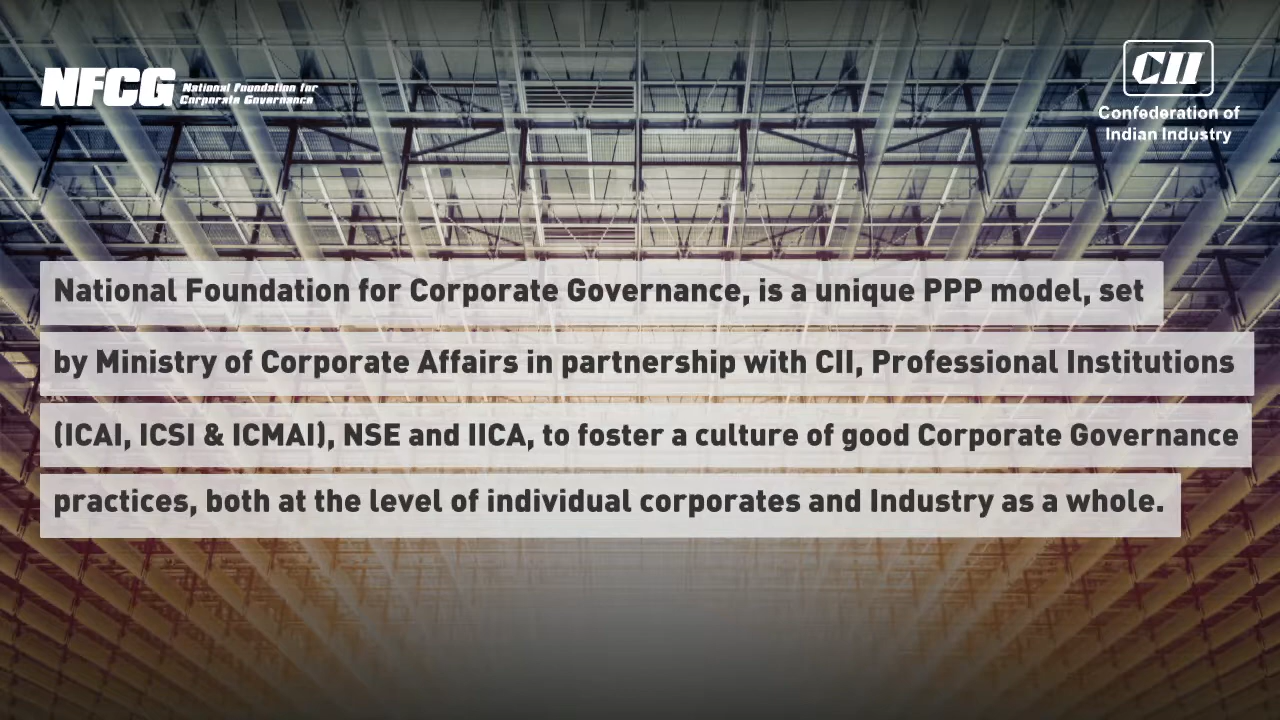 NFCG National Foundation for
Corporate Governance
CII
Confederation of
Indian Industry
National Foundation for Corporate Governance, is a unique PPP model, set
by Ministry of Corporate Affairs in partnership with CII, Professional Institutions
(ICAI, ICSI & ICMAI), NSE and IICA, to foster a culture of good Corporate Governance
practices, both at the level of individual corporates and Industry as a whole.